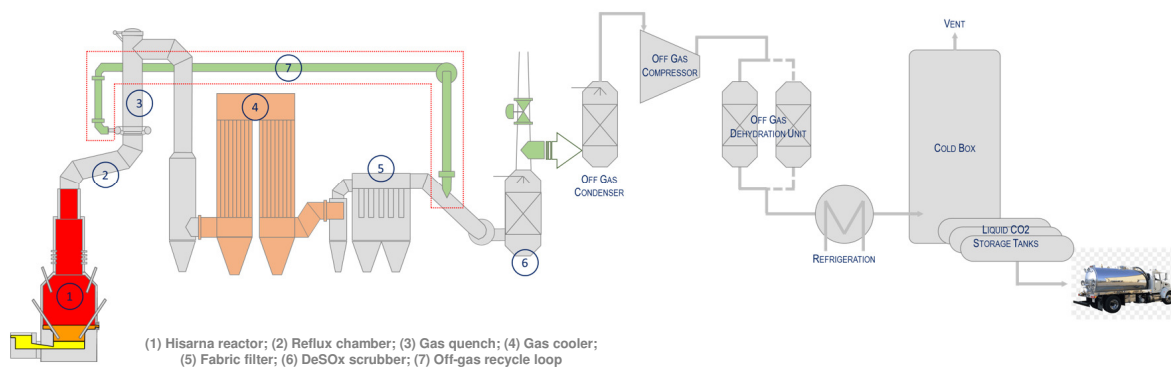 VENT
OFF GAS
COMPRESSOR
7
3
4
OFF GAS
DEHYDRATION UNIT
COLD BOX
2
5
OFF GAS
CONDENSER
LIQUID CO2
STORAGE TANKS
REFRIGERATION
6
1
(1) Hisarna reactor; (2) Reflux chamber; (3) Gas quench; (4) Gas cooler;
(5) Fabric filter; (6) DeSOx scrubber; (7) Off-gas recycle loop